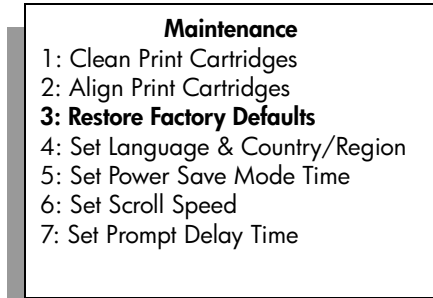 Maintenance
1: Clean Print Cartridges
2: Align Print Cartridges
3: Restore Factory Defaults
4: Set Language & Country/Region
5: Set Power Save Mode Time
6: Set Scroll Speed
7: Set Prompt Delay Time